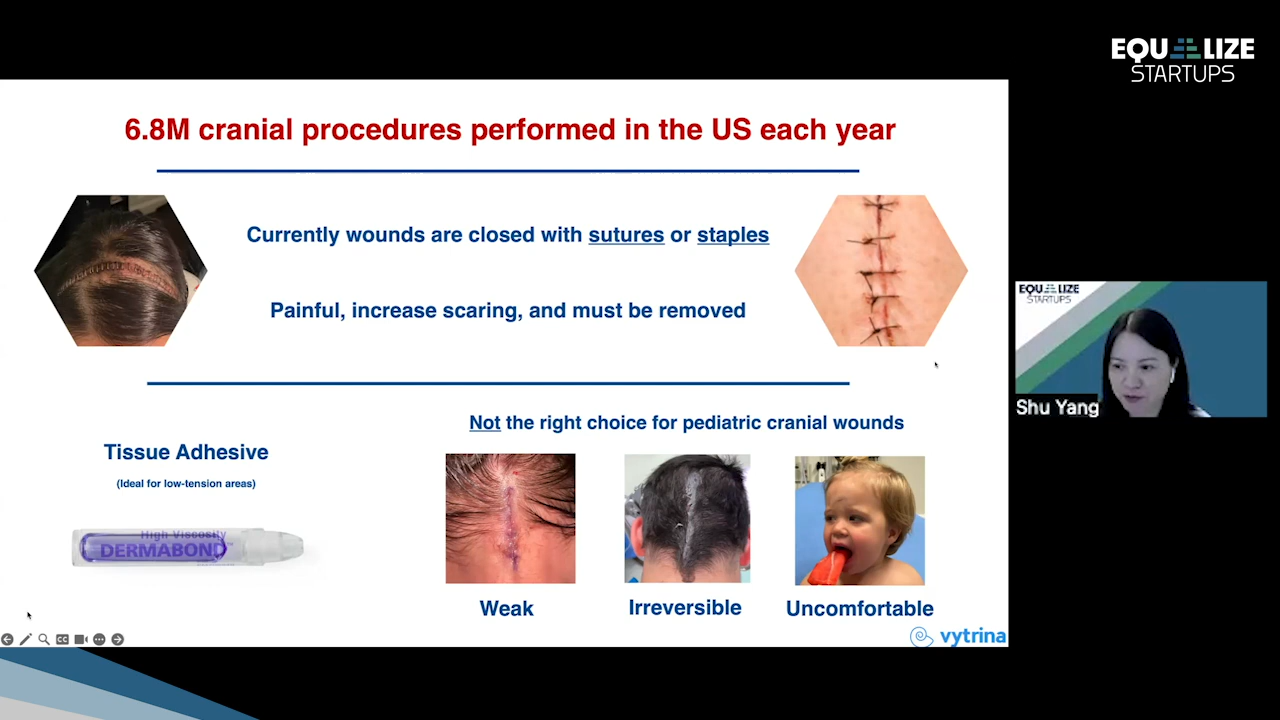 EQUALIZE
STARTUPS
6.8M cranial procedures performed in the US each year
Currently wounds are closed with sutures or staples
Painful, increase scaring, and must be removed
Not the right choice for pediatric cranial wounds
Tissue Adhesive
(Ideal for low-tension areas)
High Viscosity
DERMABOND
Weak
Irreversible
Uncomfortable
vytrina
EQUALIZE
STARTUPS
Shu Yang
CC